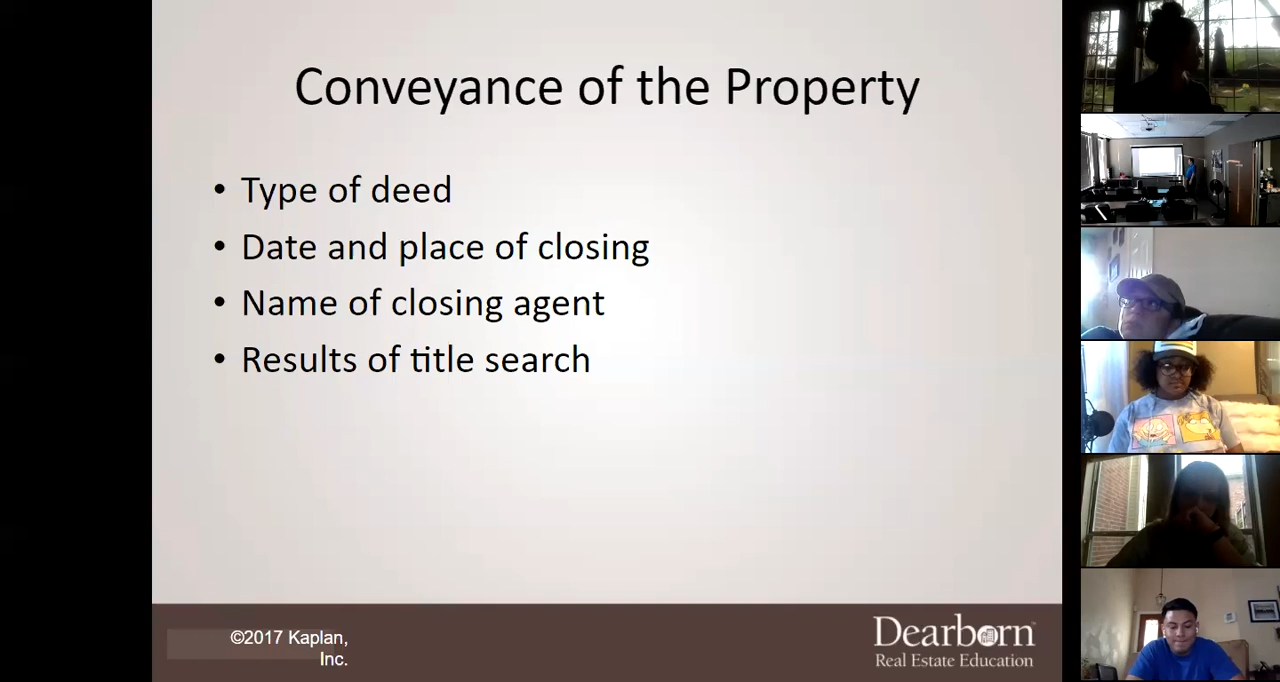 Conveyance of the Property
• Type of deed
• Date and place of closing
• Name of closing agent
• Results of title search
©2017 Kaplan,
Inc.
Dearborn™
Real Estate Education